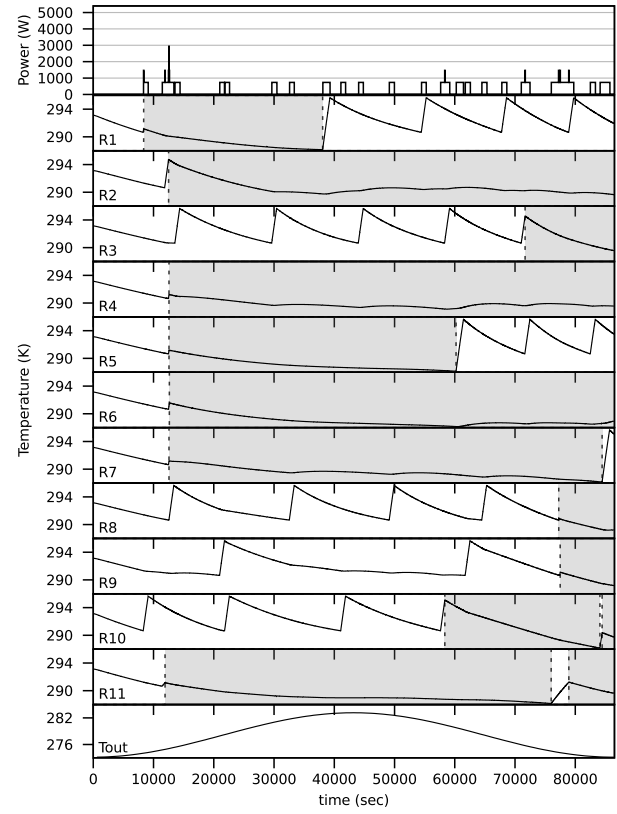 Power (W)
5000
4000
3000
2000
1000
0
Temperature (K)
294
290
R1
294
290
R2
294
290
R3
294
290
R4
294
290
R5
294
290
R6
294
290
R7
294
290
R8
294
290
R9
294
290
R10
294
290
R11
282
276
Tout
0 10000 20000 30000 40000 50000 60000 70000 80000
time (sec)